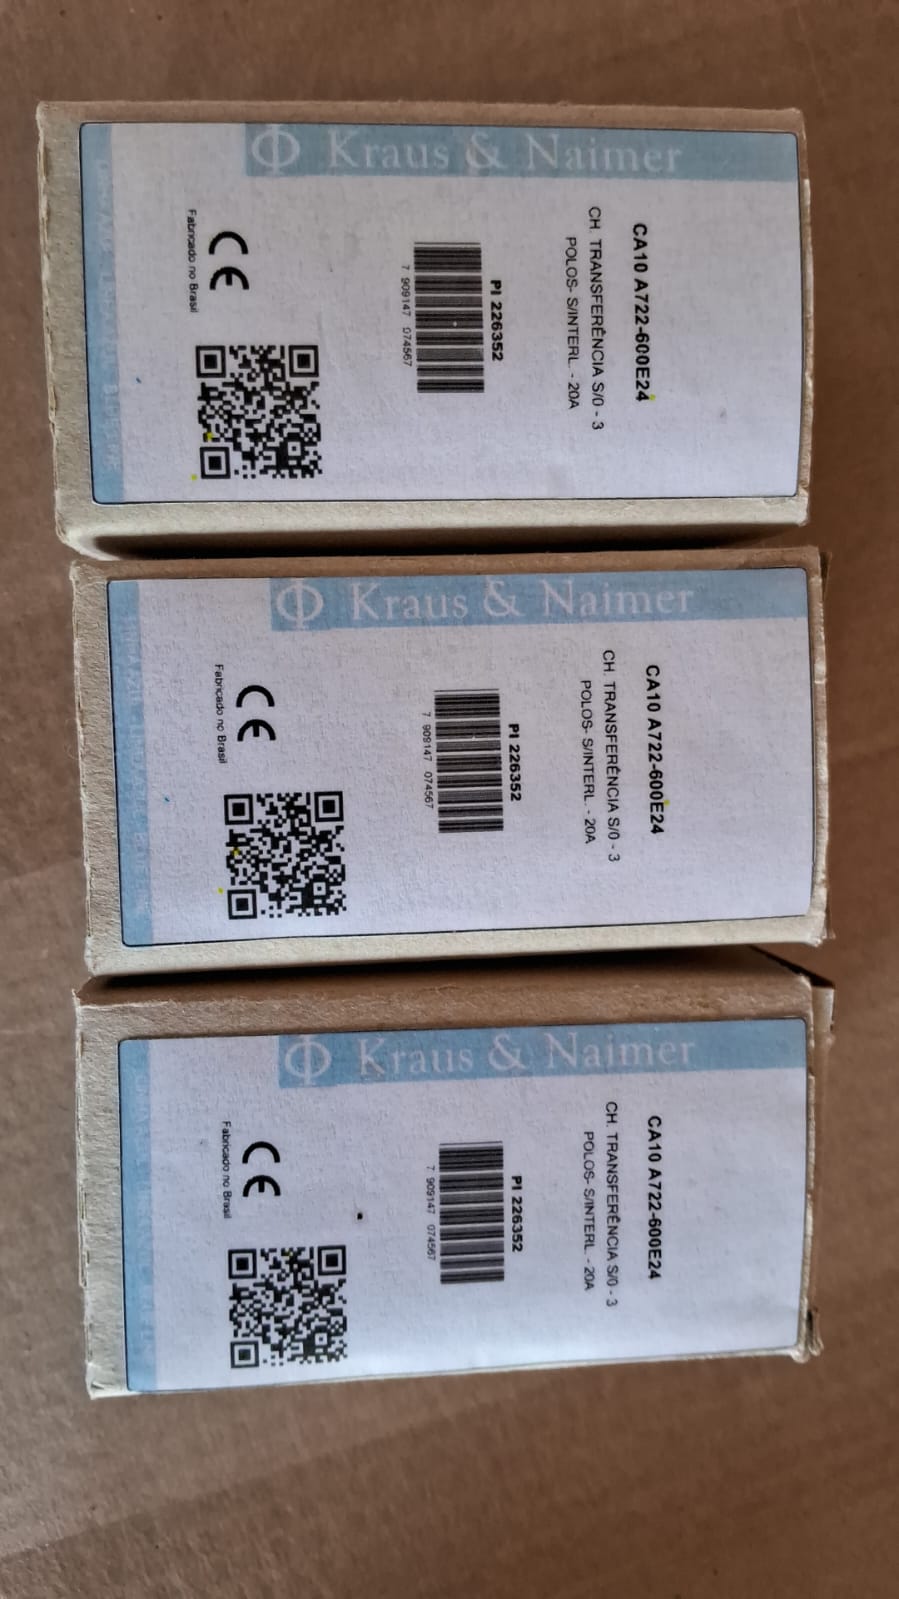 Kraus & Naimer
CA10 A722-600E24
CH. TRANSFERÊNCIA S/0 - 3
POLOS- S/INTERL. - 20A
PI 226352
7 909147 074567
CE
Fabricado no Brasil
Kraus & Naimer
CA10 A722-600E24
CH. TRANSFERÊNCIA S/0 - 3
POLOS- S/INTERL. - 20A
PI 226352
7 909147 074567
CE
Fabricado no Brasil
Kraus & Naimer
CA10 A722-600E24
CH. TRANSFERÊNCIA S/0 - 3
POLOS- S/INTERL. - 20A
PI 226352
7 909147 074567
CE
Fabricado no Brasil